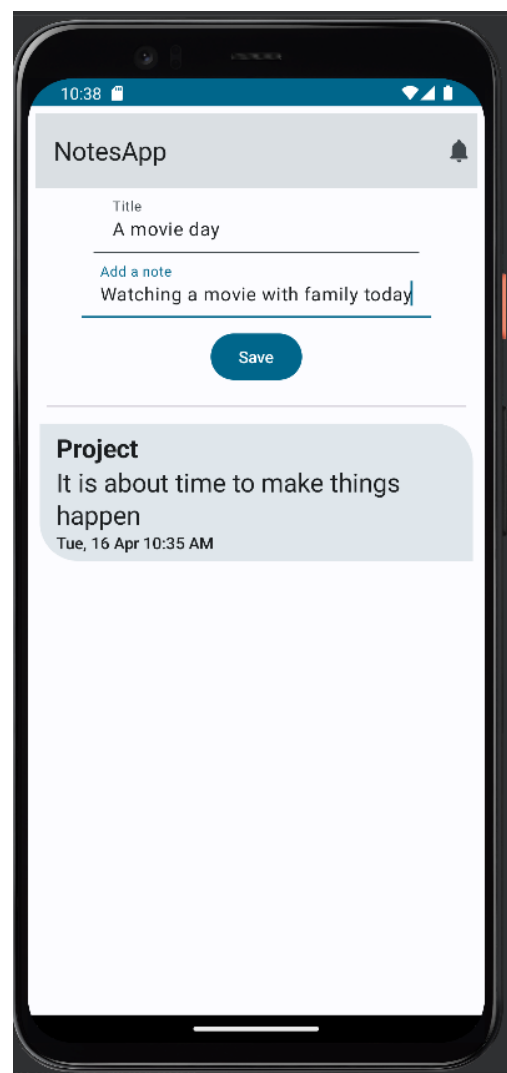 10:38
NotesApp
Title
A movie day
Add a note
Watching a movie with family today
Save
Project
It is about time to make things
happen
Tue, 16 Apr 10:35 AM